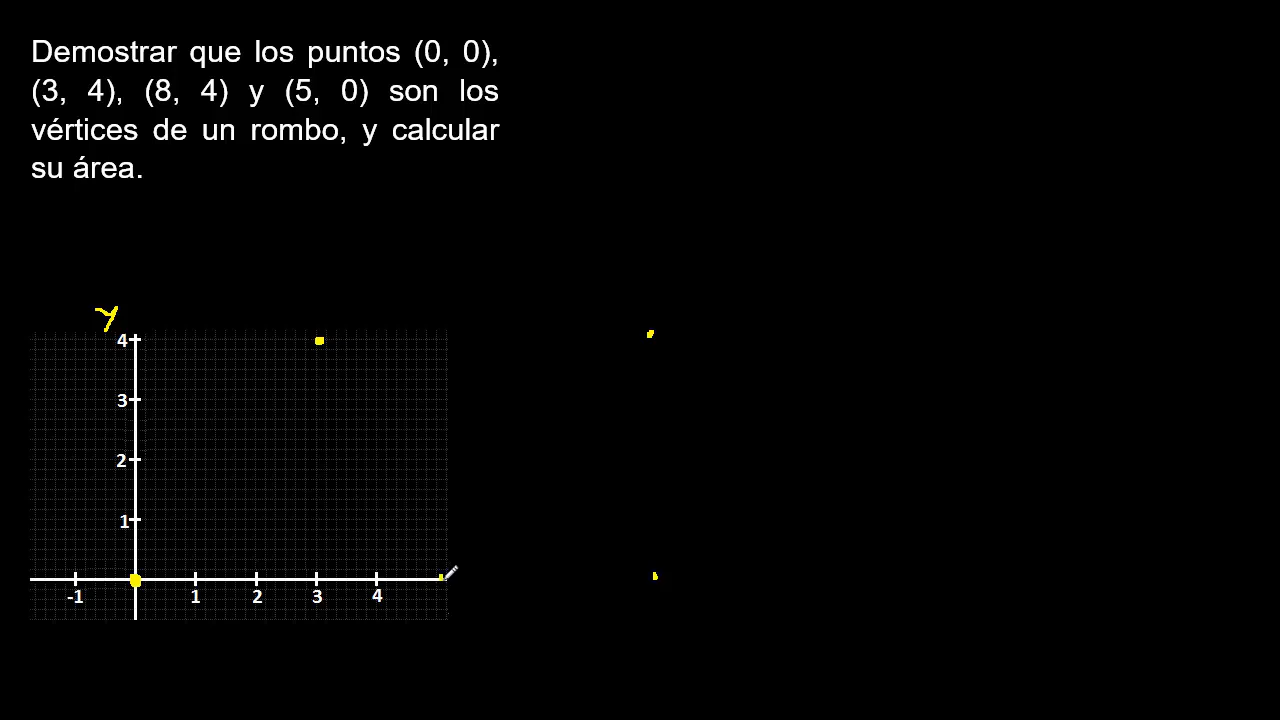 Demostrar que los puntos (0, 0),
(3, 4), (8, 4) y (5, 0) son los
vértices de un rombo, y calcular
su área.
y
4
3
2
1
-1 1 2 3 4